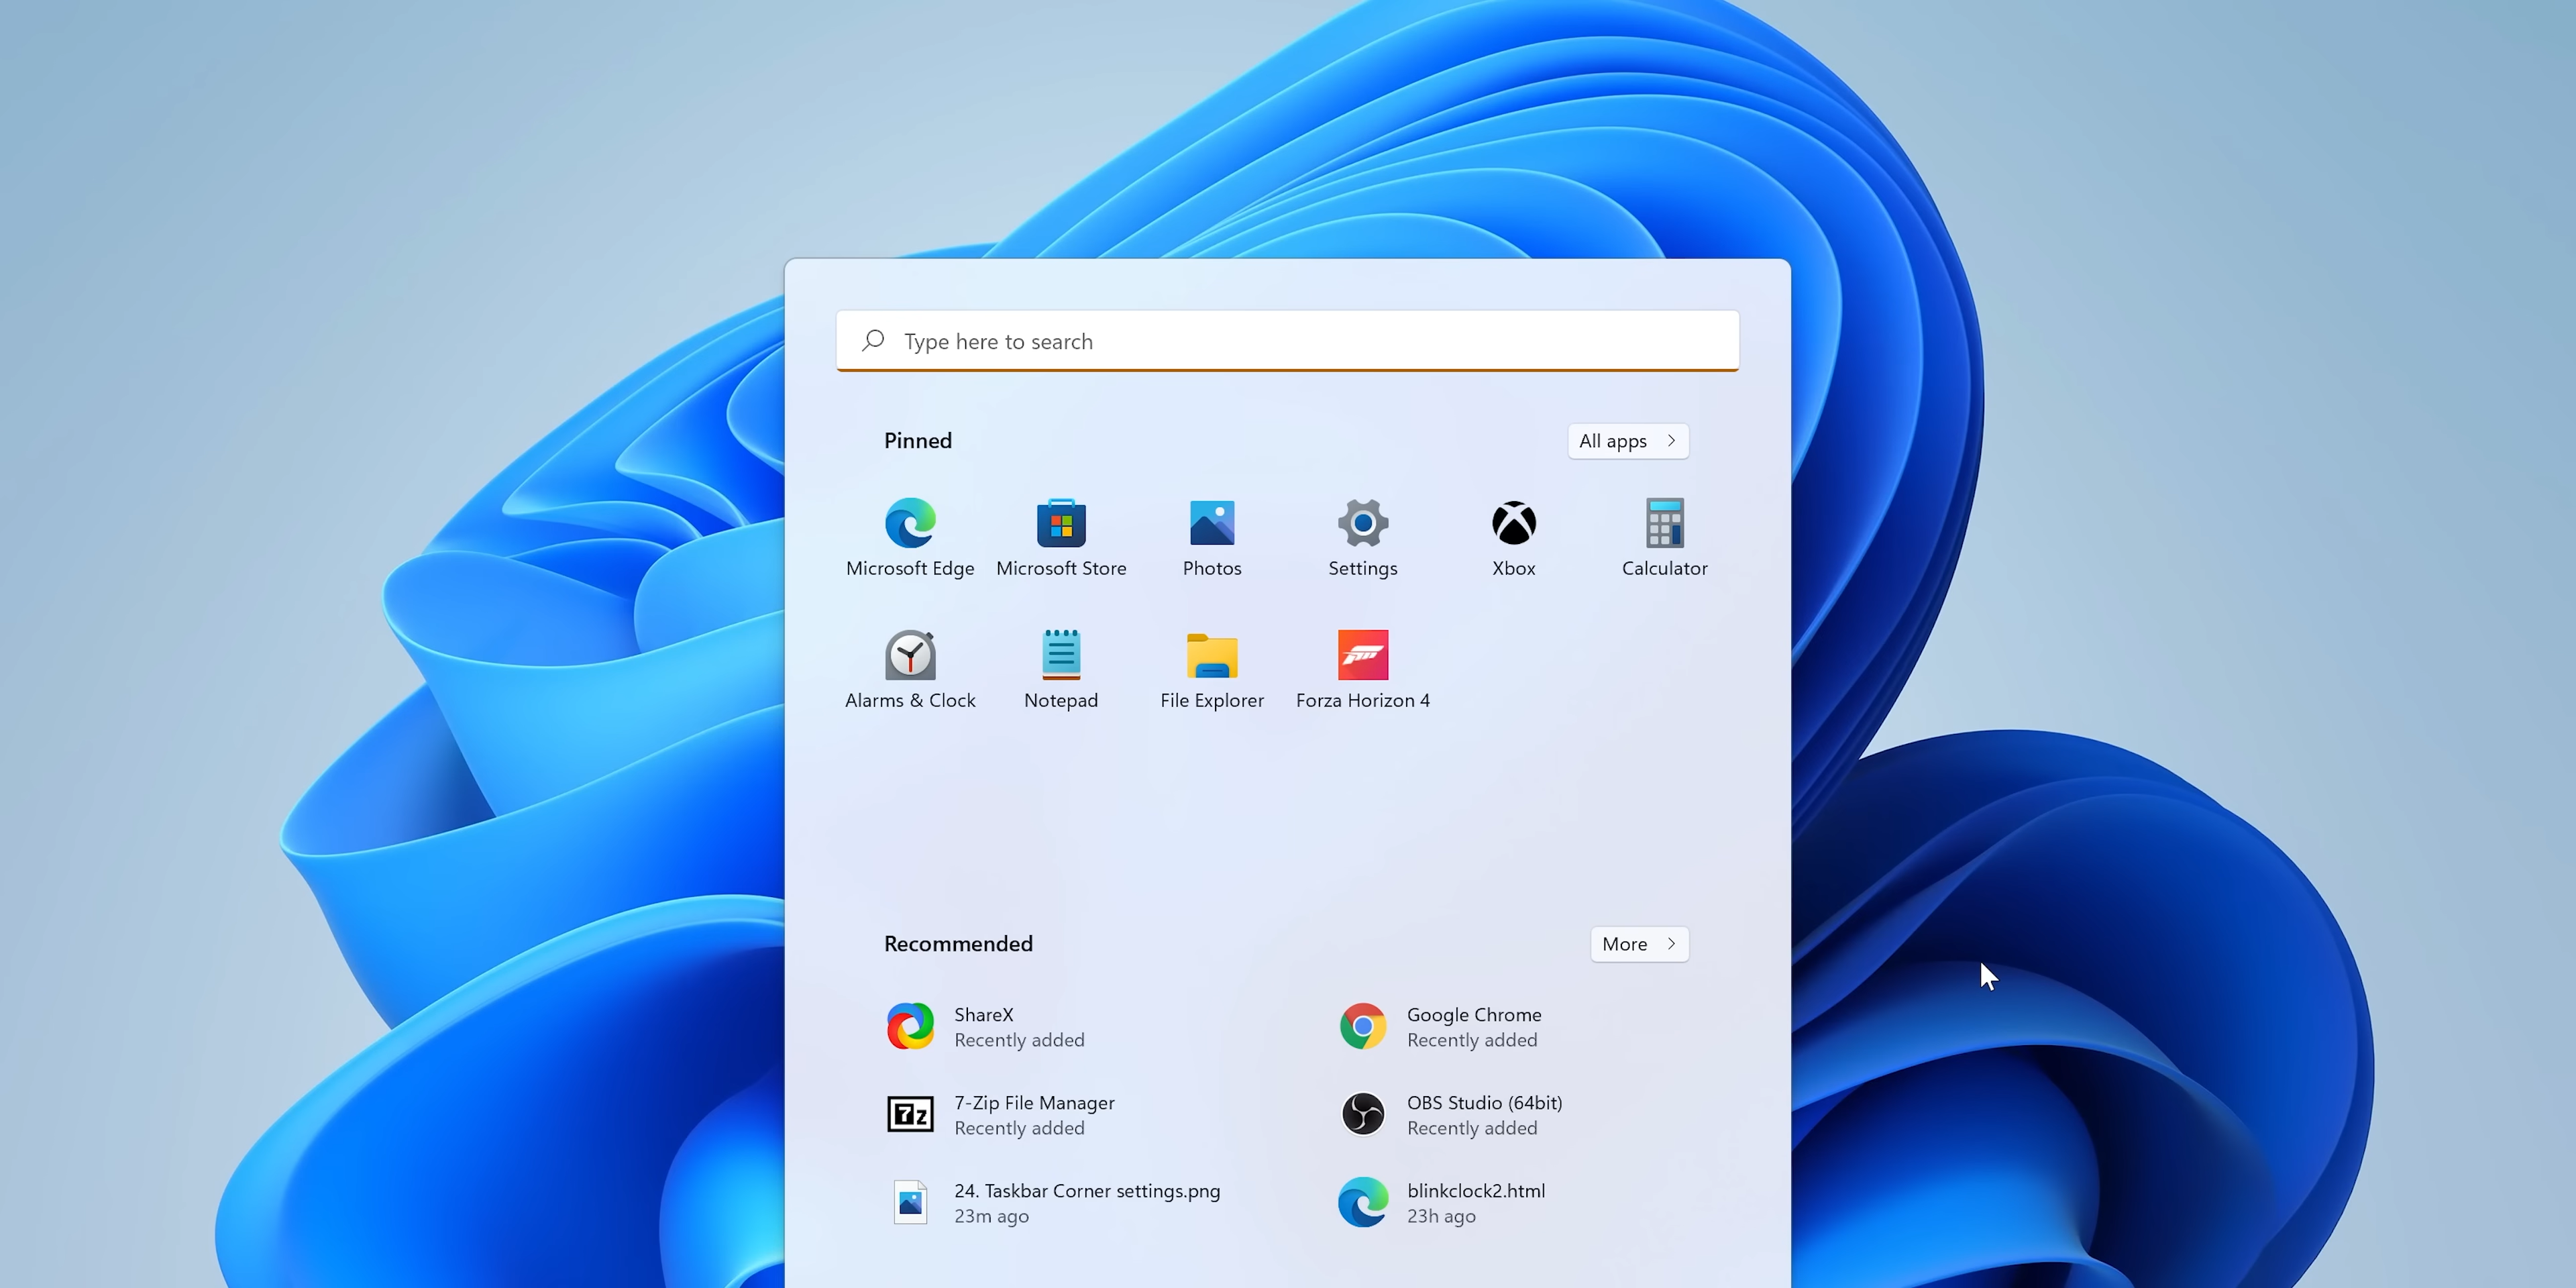 Type here to search
Pinned
All apps
Microsoft Edge
Microsoft Store
Photos
Settings
Xbox
Calculator
Alarms & Clock
Notepad
File Explorer
Forza Horizon 4
Recommended
More
ShareX
Recently added
Google Chrome
Recently added
7z
7-Zip File Manager
Recently added
OBS Studio (64bit)
Recently added
24. Taskbar Corner settings.png
23m ago
blinkclock2.html
23h ago